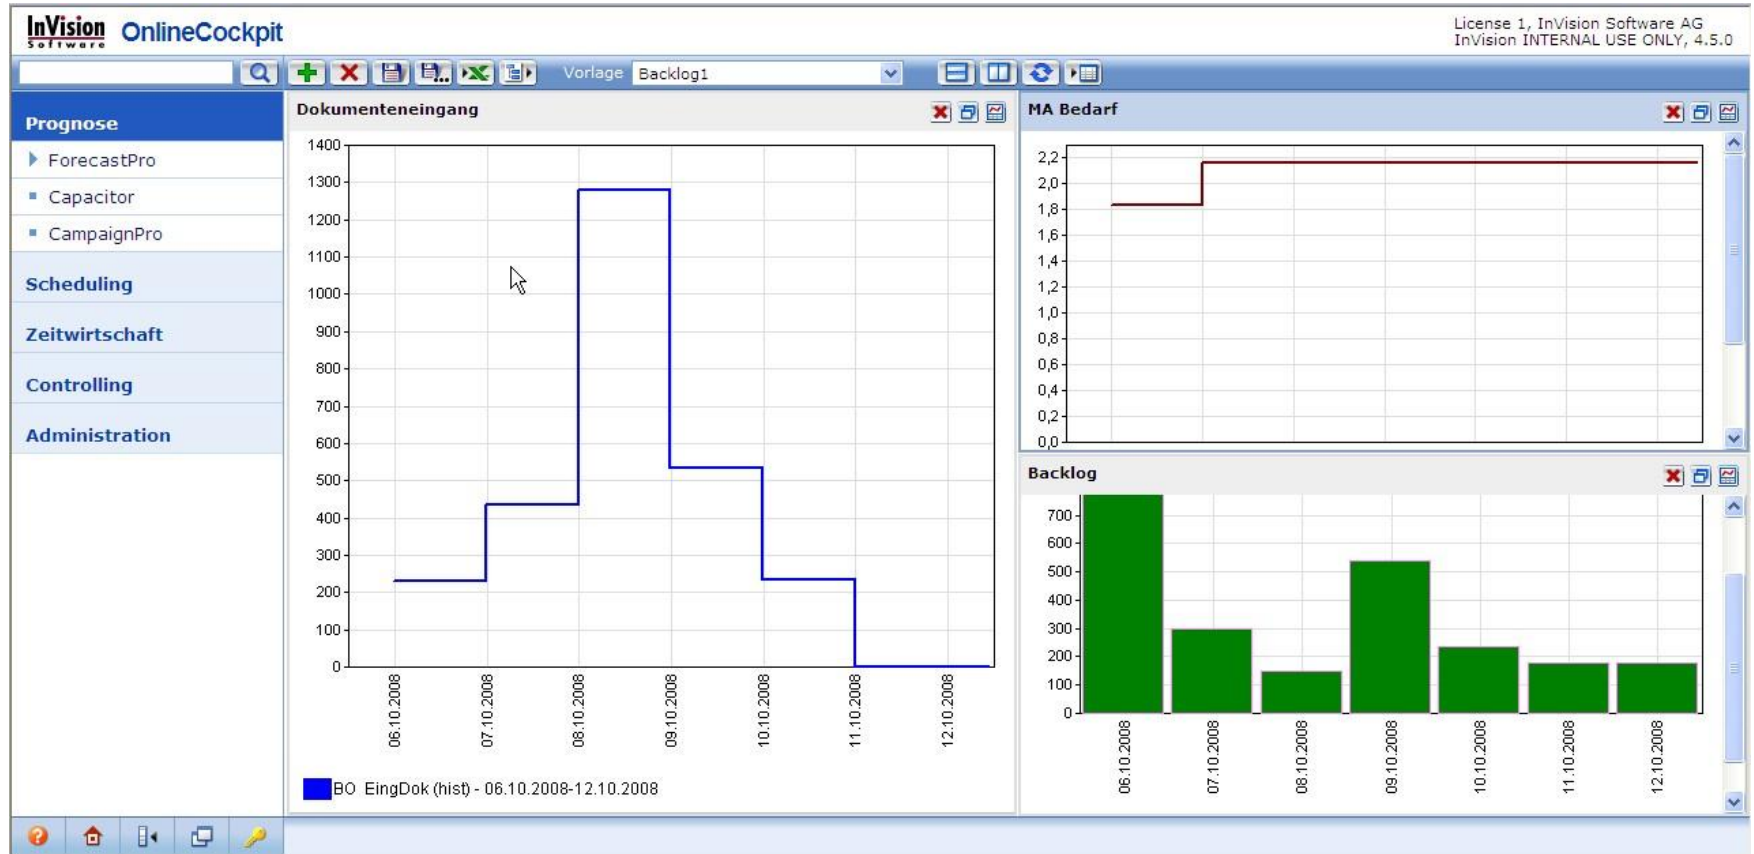 InVision
Software
OnlineCockpit
License 1, InVision Software AG
InVision INTERNAL USE ONLY, 4.5.0
Vorlage
Backlog1
Prognose
ForecastPro
Capacitor
CampaignPro
Scheduling
Zeitwirtschaft
Controlling
Administration
Dokumenteneingang
1400
1300
1200
1100
1000
900
800
700
600
500
400
300
200
100
0
06.10.2008
07.10.2008
08.10.2008
09.10.2008
10.10.2008
11.10.2008
12.10.2008
BO EingDok (hist) - 06.10.2008-12.10.2008
MA Bedarf
2,2
2,0
1,8
1,6
1,4
1,2
1,0
0,8
0,6
0,4
0,2
0,0
Backlog
700
600
500
400
300
200
100
0
06.10.2008
07.10.2008
08.10.2008
09.10.2008
10.10.2008
11.10.2008
12.10.2008